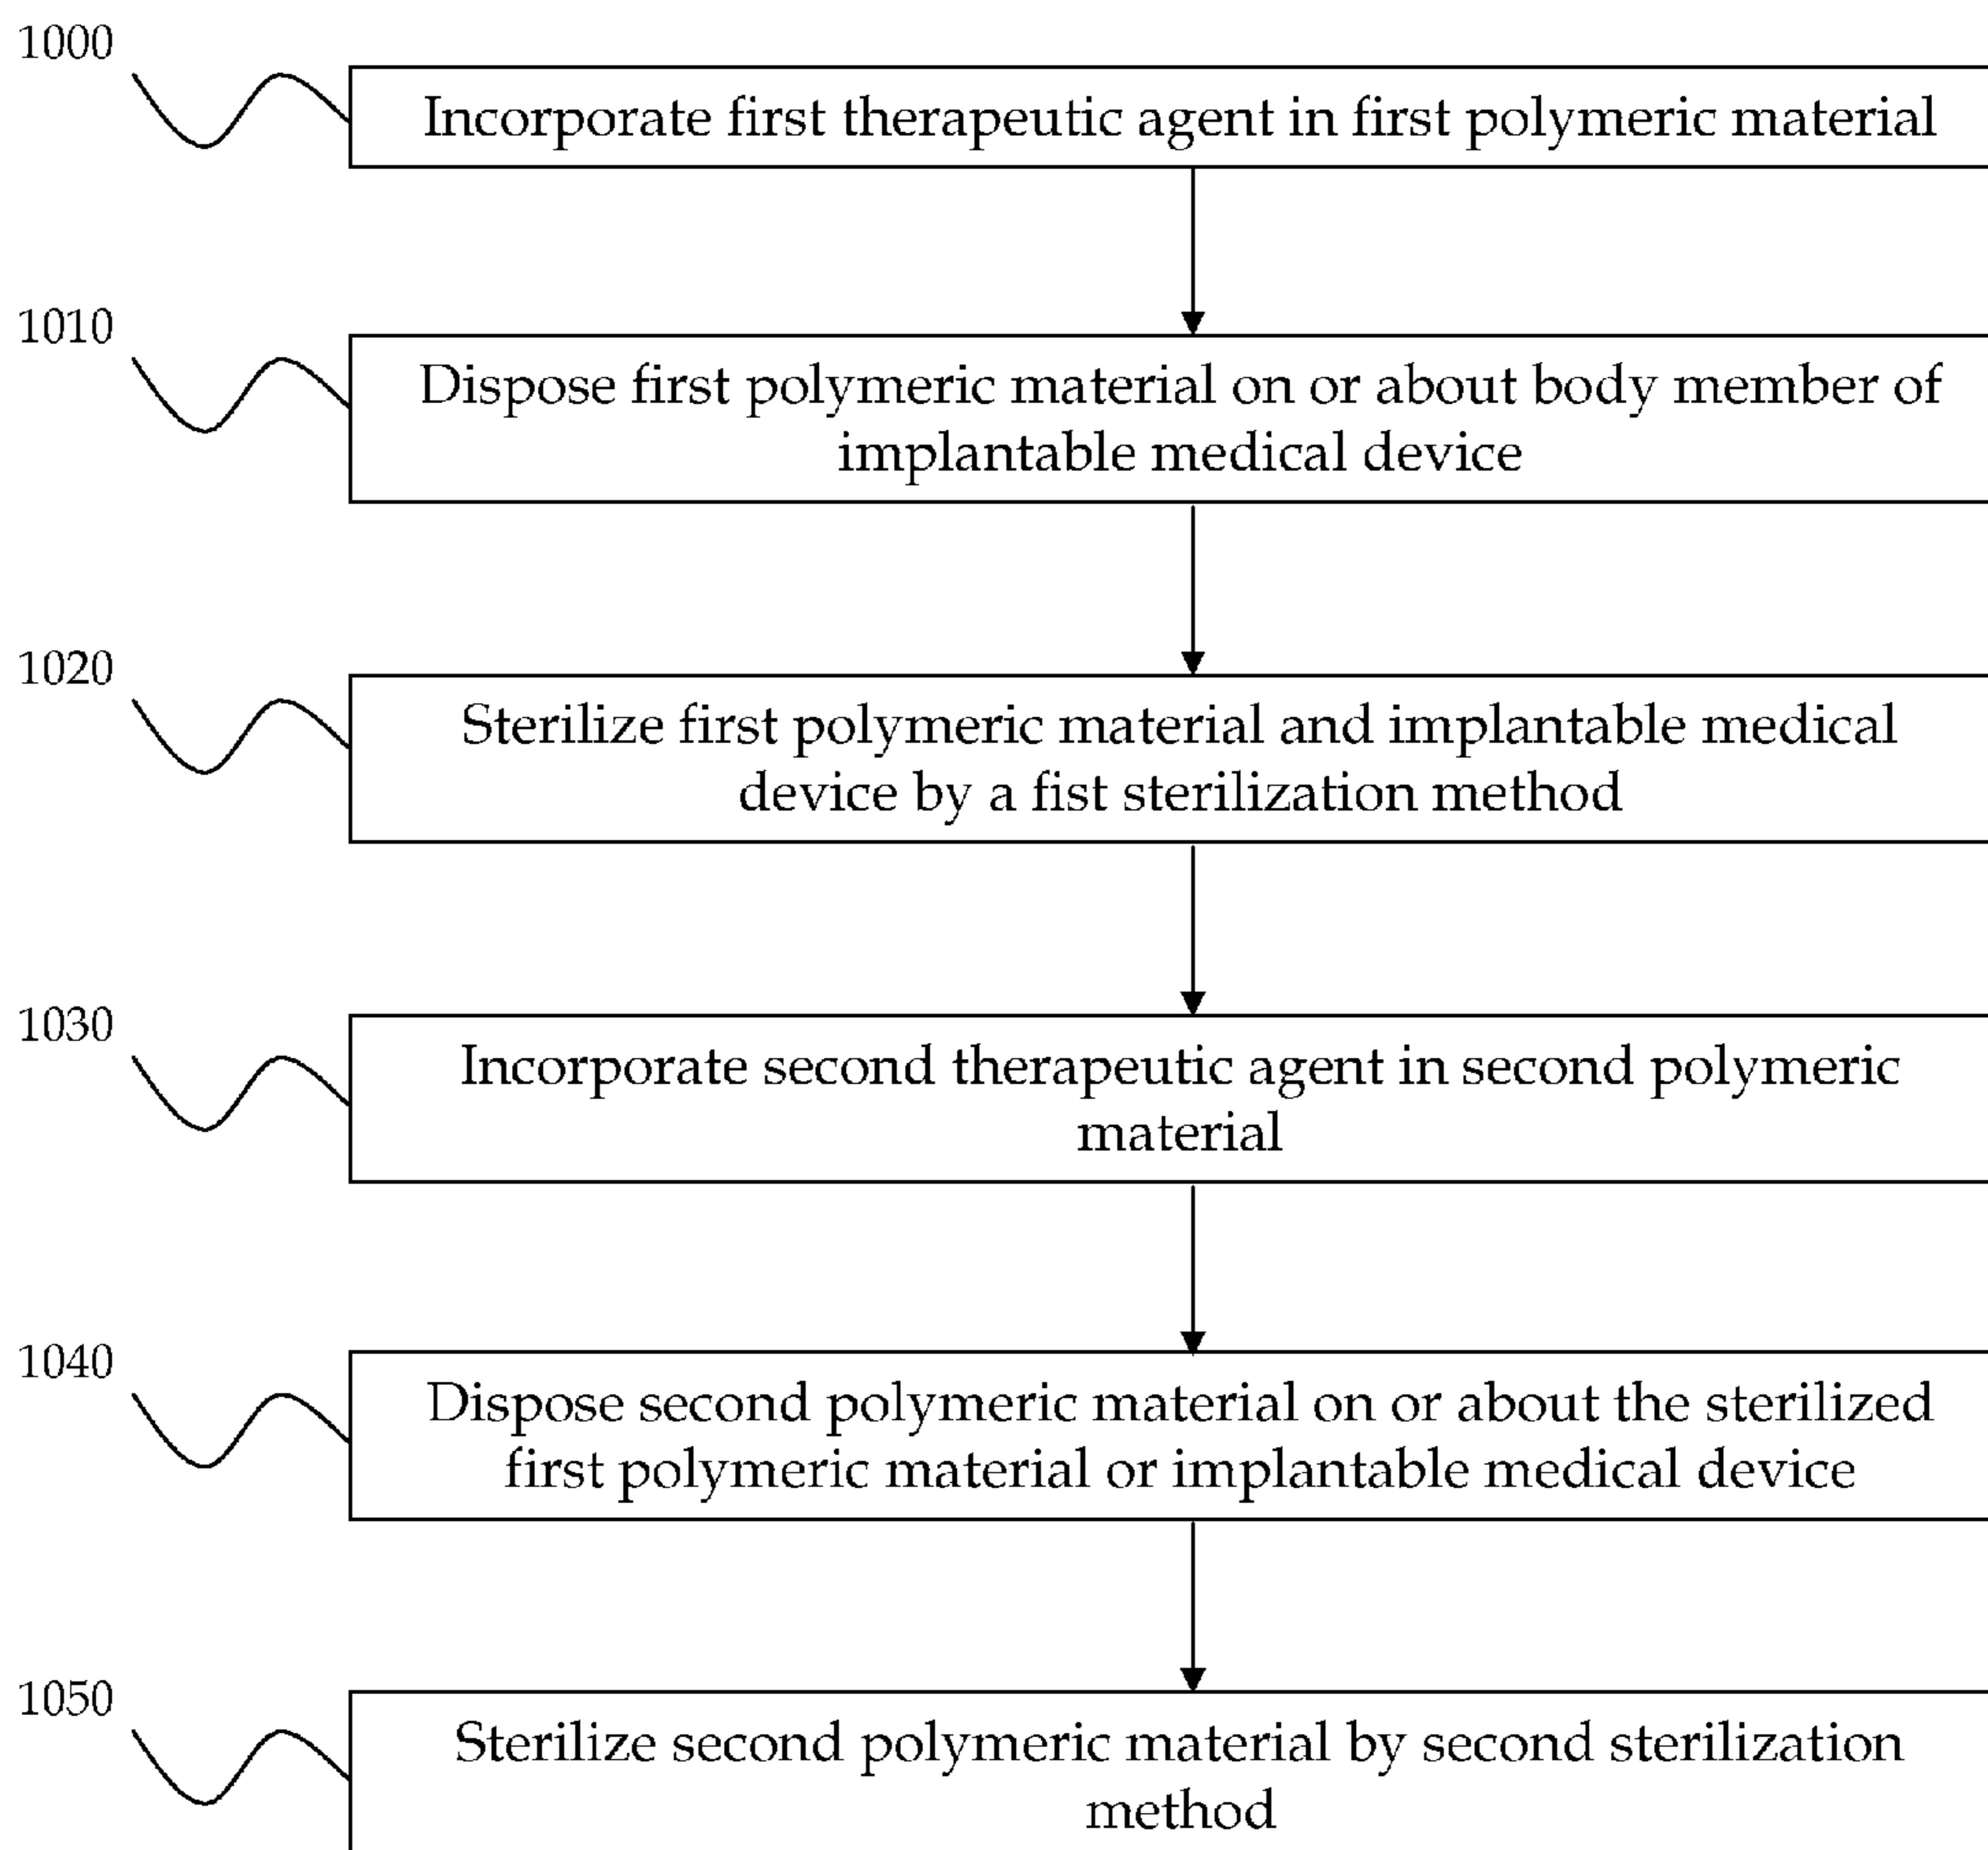 1000
Incorporate first therapeutic agent in first polymeric material
1010
Dispose first polymeric material on or about body member of
implantable medical device
1020
Sterilize first polymeric material and implantable medical
device by a fist sterilization method
1030
Incorporate second therapeutic agent in second polymeric
material
1040
Dispose second polymeric material on or about the sterilized
first polymeric material or implantable medical device
1050
Sterilize second polymeric material by second sterilization
method